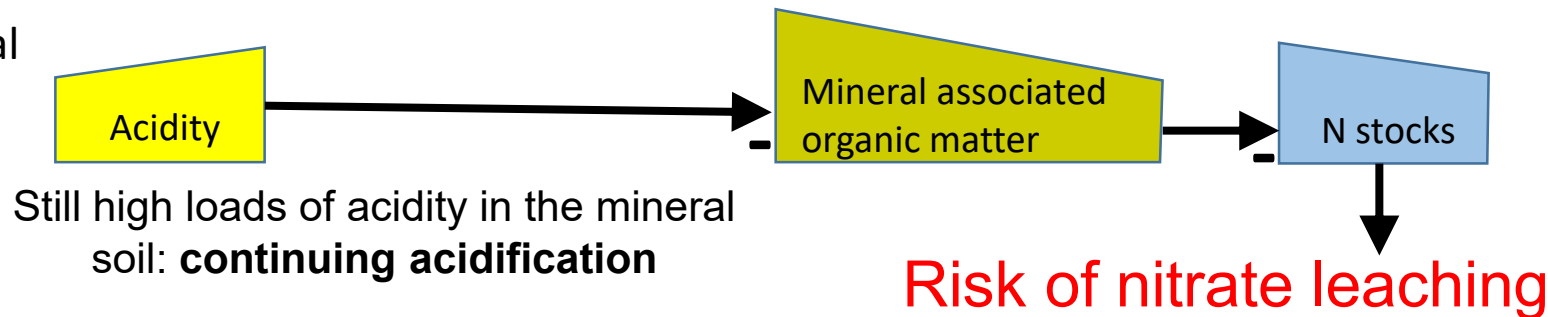 al
Acidity
-
Mineral associated
organic matter
-
N stocks
Still high loads of acidity in the mineral
soil: continuing acidification
Risk of nitrate leaching